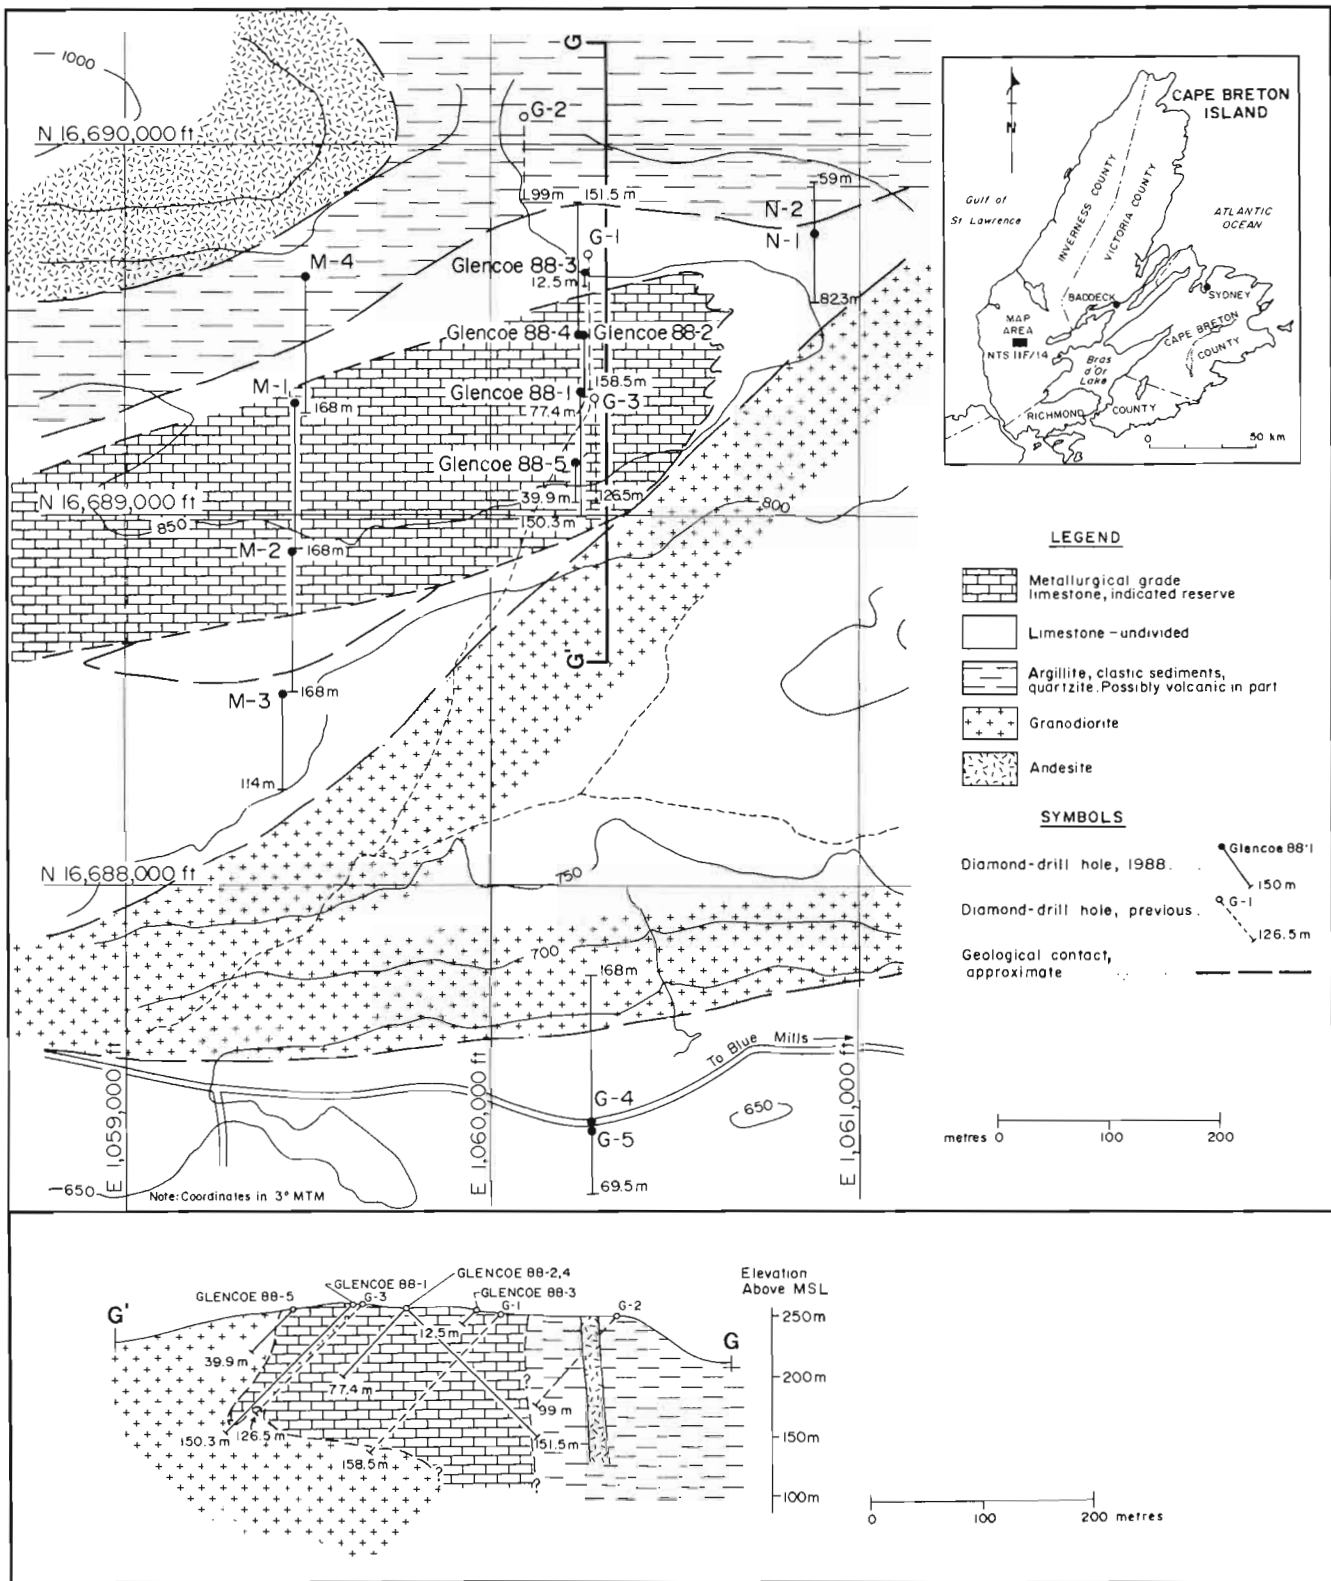 1000
N 16,690,000 ft
G
G-2
99m
151.5m
59m
N-2
N-1
G-1
M-4
Glencoe 88-3
12.5m
823m
Glencoe 88-4
Glencoe 88-2
M-1
168m
Glencoe 88-1
158.5m
77.4m
G-3
Glencoe 88-5
N 16,689,000 ft
39.9m
126.5m
850
150.3m
800
M-2
168m
G'
M-3
168m
114m
N 16,688,000 ft
750
700
168m
To Blue Mills
E 1,059,000 ft
E 1,060,000 ft
E 1,061,000 ft
G-4
G-5
650
650
69.5m
Note: Coordinates in 3° MTM
CAPE BRETON
ISLAND
N
Gulf of
St Lawrence
INVERNESS COUNTY
VICTORIA COUNTY
ATLANTIC
OCEAN
BADDECK
SYDNEY
MAP
AREA
NTS 11F/14
Bras
d'Or
Lake
CAPE BRETON
COUNTY
RICHMOND
COUNTY
0 50 km
LEGEND
Metallurgical grade
limestone, indicated reserve
Limestone - undivided
Argillite, clastic sediments,
quartzite. Possibly volcanic in part
Granodiorite
Andesite
SYMBOLS
Diamond-drill hole, 1988.
Glencoe 88-1
150m
Diamond-drill hole, previous.
G-1
126.5m
Geological contact,
approximate
metres 0 100 200
G'
GLENCOE 88-5
GLENCOE 88-1
G-3
GLENCOE 88-2,4
GLENCOE 88-3
G-1
G-2
G
12.5m
39.9m
77.4m
99m
150.3m
126.5m
158.5m
151.5m
?
?
?
Elevation
Above MSL
250m
200m
150m
100m
0 100 200 metres